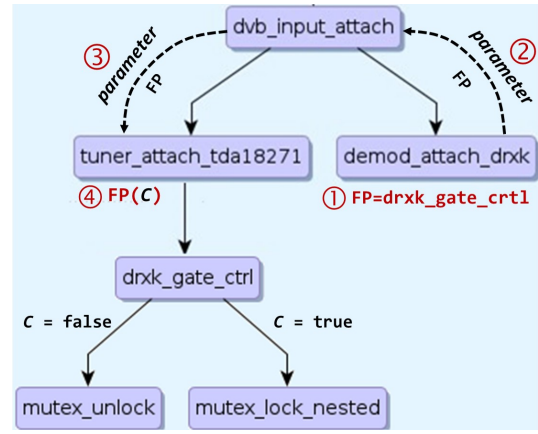 dvb_input_attach
③
parameter
FP
②
parameter
FP
tuner_attach_tda18271
demod_attach_drxk
④ FP(C)
① FP=drxk_gate_crtl
drxk_gate_ctrl
C = false
C = true
mutex_unlock
mutex_lock_nested